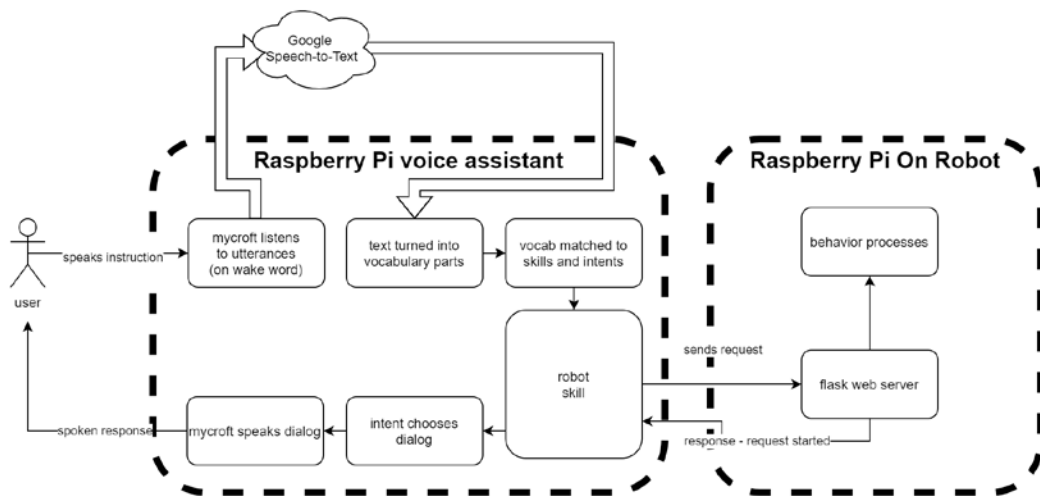 Google
Speech-to-Text
Raspberry Pi voice assistant
Raspberry Pi On Robot
mycroft listens
to utterances
(on wake word)
text turned into
vocabulary parts
vocab matched to
skills and intents
behavior processes
speaks instruction
user
sends request
robot
skill
flask web server
spoken response
mycroft speaks dialog
intent chooses
dialog
response - request started